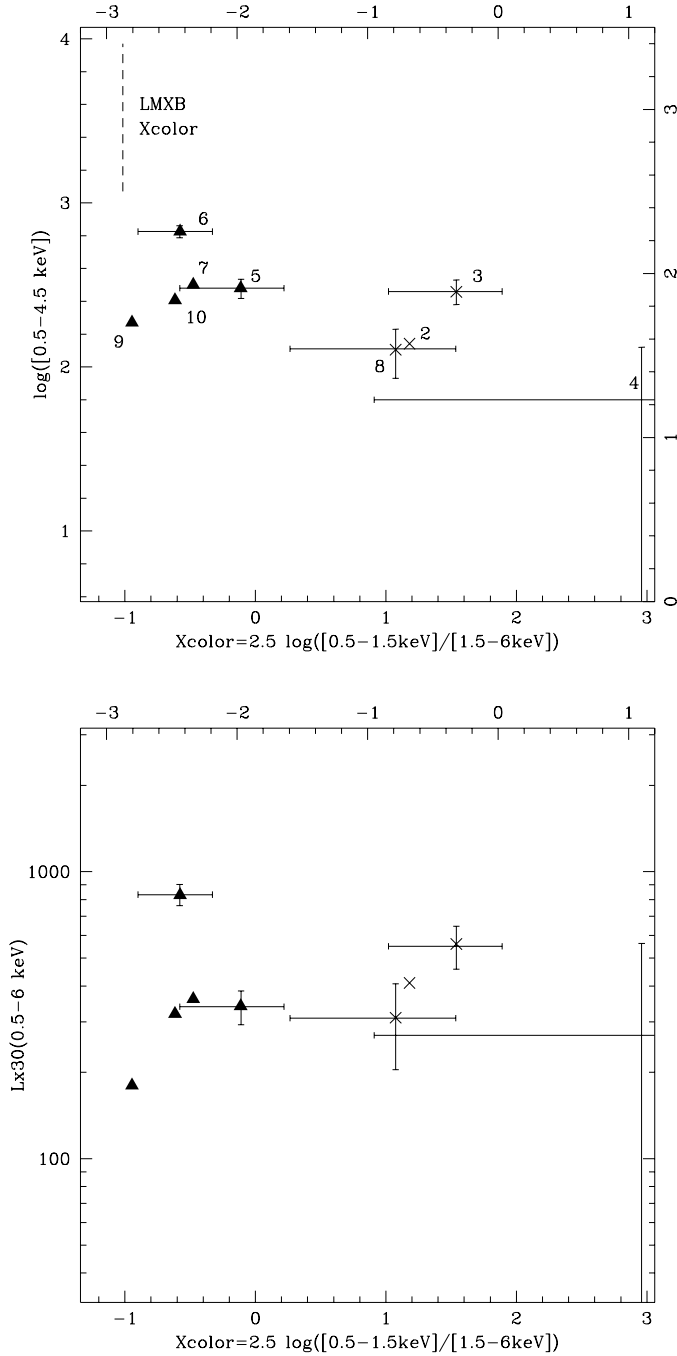 −3 −2 −1 0 1
4
LMXB
Xcolor
3
3
6
7 5 3
2
10
9
2
8
2
4
1
1
0
log([0.5−4.5 keV])
−1 0 1 2 3
Xcolor=2.5 log([0.5−1.5keV]/[1.5−6keV])
−3 −2 −1 0 1
1000
Lx30(0.5−6 keV)
100
−1 0 1 2 3
Xcolor=2.5 log([0.5−1.5keV]/[1.5−6keV])